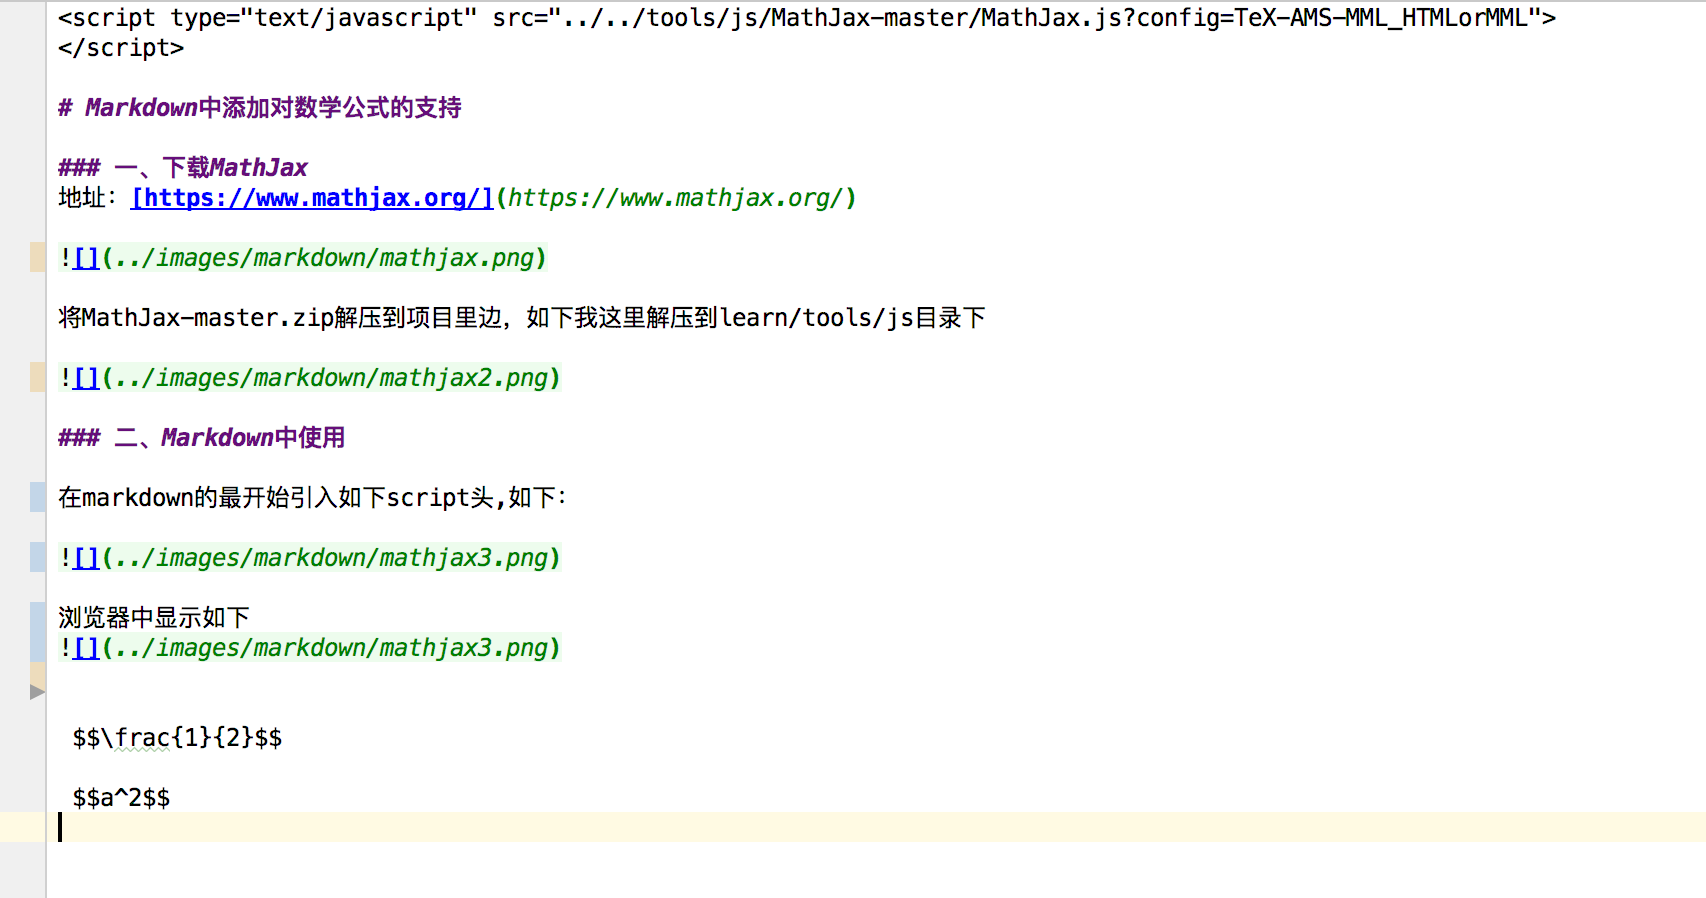 <script type="text/javascript" src="../../tools/js/MathJax-master/MathJax.js?config=TeX-AMS-MML_HTMLorMML">
</script>
# Markdown中添加对数学公式的支持
### 一、下载MathJax
地址：[https://www.mathjax.org/](https://www.mathjax.org/)
![](../images/markdown/mathjax.png)
将MathJax-master.zip解压到项目里边，如下我这里解压到learn/tools/js目录下
![](../images/markdown/mathjax2.png)
### 二、Markdown中使用
在markdown的最开始引入如下script头,如下：
![](../images/markdown/mathjax3.png)
浏览器中显示如下
![](../images/markdown/mathjax3.png)
$$\frac{1}{2}$$
$$a^2$$